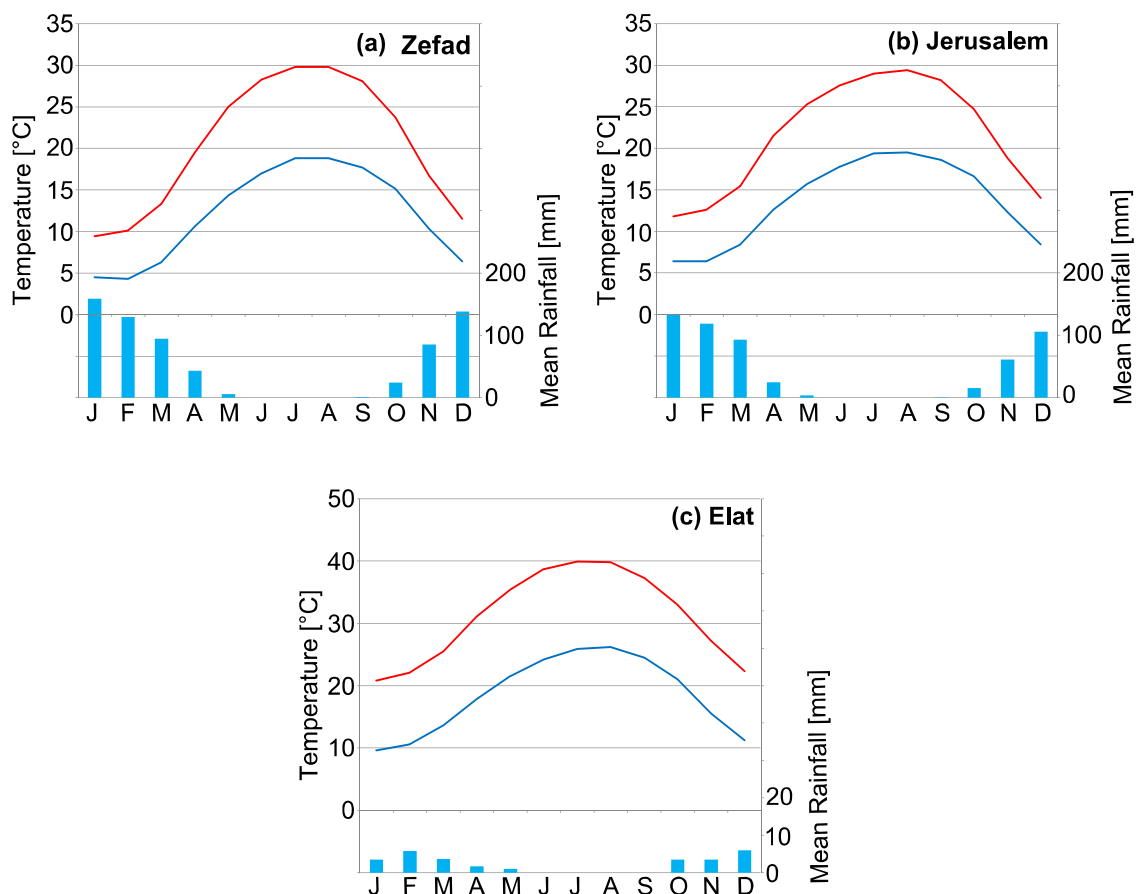 (a) Zefad
Temperature [°C]
35
30
25
20
15
10
5
0
200
100
0
Mean Rainfall [mm]
J F M A M J J A S O N D
(b) Jerusalem
Temperature [°C]
35
30
25
20
15
10
5
0
200
100
0
Mean Rainfall [mm]
J F M A M J J A S O N D
(c) Elat
Temperature [°C]
50
40
30
20
10
0
20
10
0
Mean Rainfall [mm]
J F M A M J J A S O N D